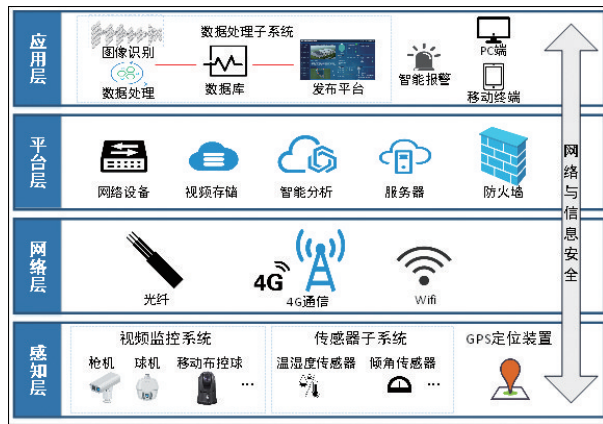 应用层
数据处理子系统
图像识别
数据处理
数据库
发布平台
智能报警
PC端
移动终端
平台层
网络设备
视频存储
智能分析
服务器
防火墙
网络层
光纤
4G
4G通信
Wifi
感知层
视频监控系统
枪机
球机
移动布控球
...
传感器子系统
温湿度传感器
倾角传感器
...
GPS定位装置
网络与信息安全